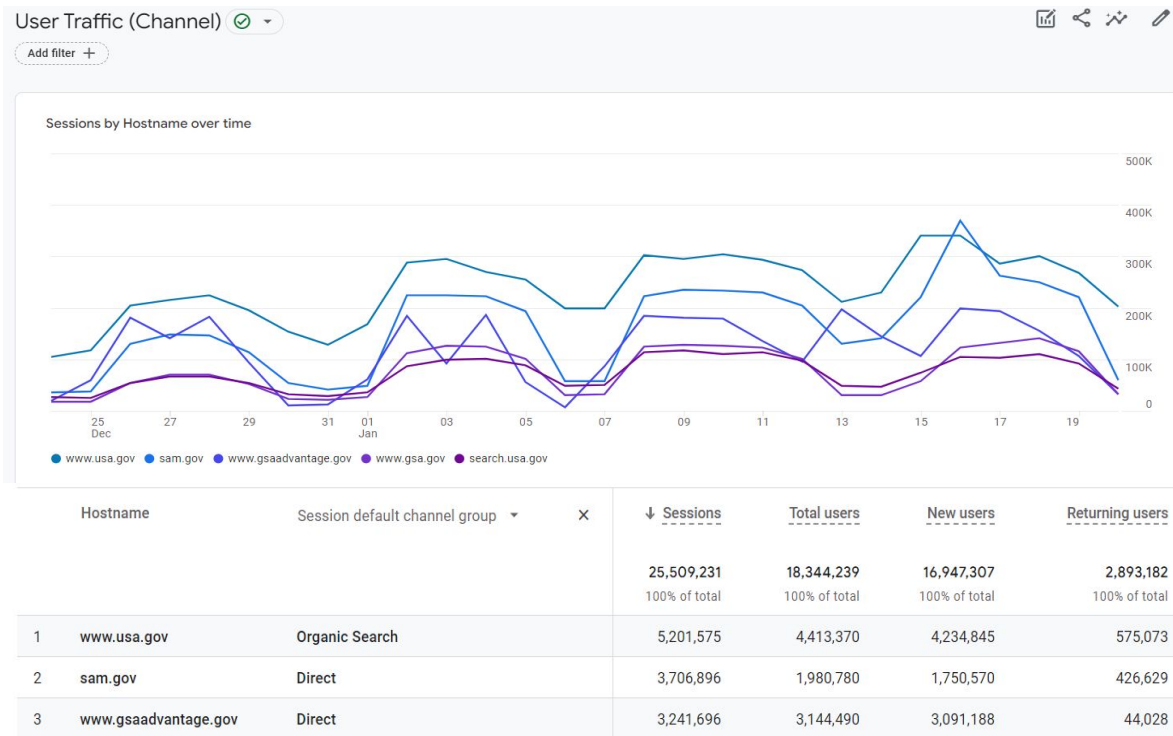 User Traffic (Channel)
Add filter +
Sessions by Hostname over time
500K
400K
300K
200K
100K
0
25 27 29 31 01 03 05 07 09 11 13 15 17 19
Dec Jan
www.usa.gov sam.gov www.gsaadvantage.gov www.gsa.gov search.usa.gov
Hostname Session default channel group × ↓ Sessions Total users New users Returning users
25,509,231 18,344,239 16,947,307 2,893,182
100% of total 100% of total 100% of total 100% of total
1 www.usa.gov Organic Search 5,201,575 4,413,370 4,234,845 575,073
2 sam.gov Direct 3,706,896 1,980,780 1,750,570 426,629
3 www.gsaadvantage.gov Direct 3,241,696 3,144,490 3,091,188 44,028